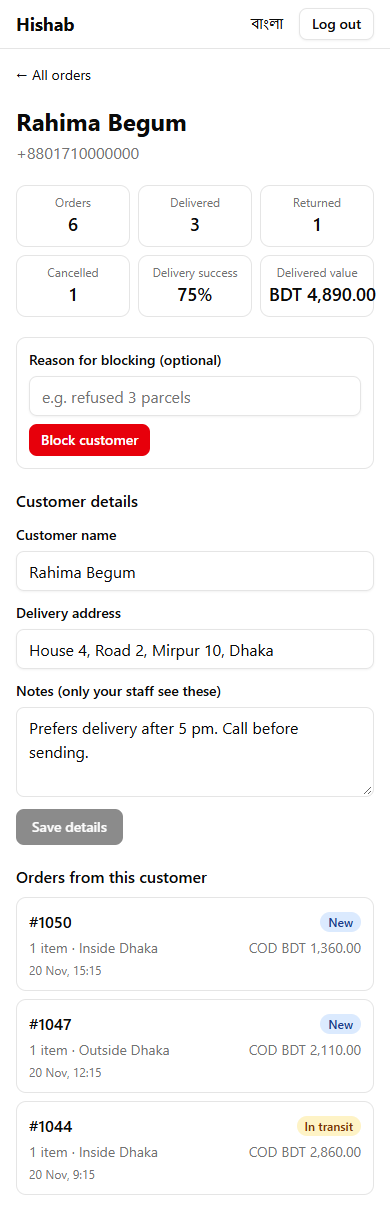 Hishab
বাংলা
Log out
← All orders
Rahima Begum
+8801710000000
Orders
6
Delivered
3
Returned
1
Cancelled
1
Delivery success
75%
Delivered value
BDT 4,890.00
Reason for blocking (optional)
e.g. refused 3 parcels
Block customer
Customer details
Customer name
Rahima Begum
Delivery address
House 4, Road 2, Mirpur 10, Dhaka
Notes (only your staff see these)
Prefers delivery after 5 pm. Call before
sending.
Save details
Orders from this customer
#1050
New
1 item · Inside Dhaka
COD BDT 1,360.00
20 Nov, 15:15
#1047
New
1 item · Outside Dhaka
COD BDT 2,110.00
20 Nov, 12:15
#1044
In transit
1 item · Inside Dhaka
COD BDT 2,860.00
20 Nov, 9:15